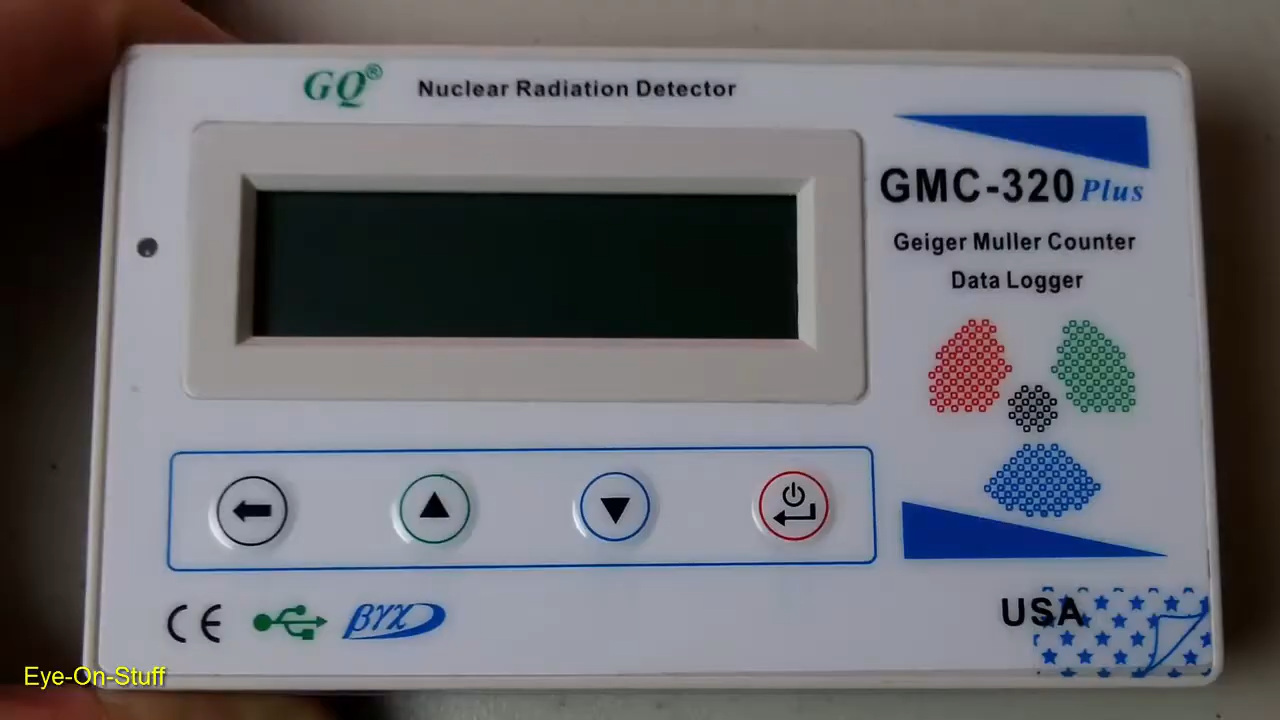 GQ®
Nuclear Radiation Detector
GMC-320 Plus
Geiger Muller Counter
Data Logger
CE
βγχ
USA
Eye-On-Stuff